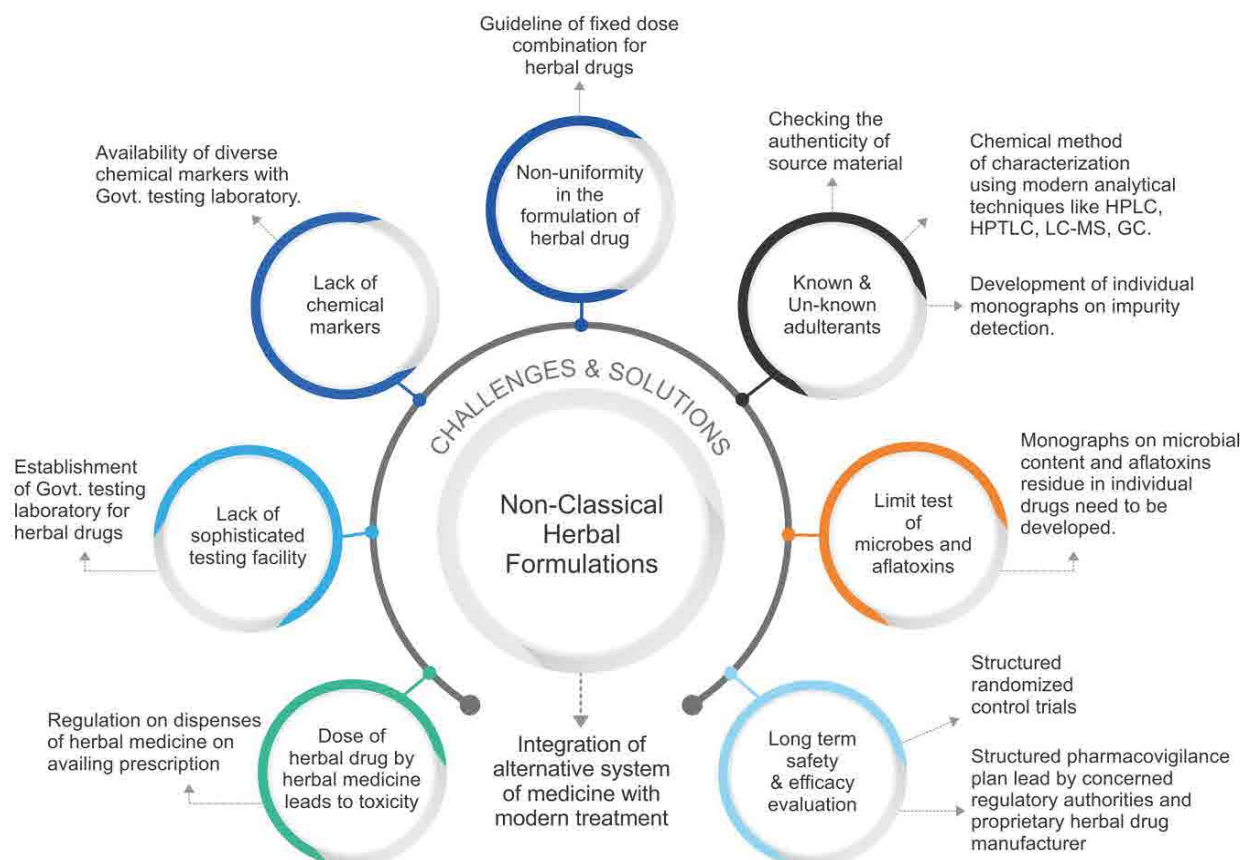 Guideline of fixed dose
combination for
herbal drugs
Non-uniformity
in the
formulation of
herbal drug
Availability of diverse
chemical markers with
Govt. testing laboratory.
Lack of
chemical
markers
Checking the
authenticity of
source material
Chemical method
of characterization
using modern analytical
techniques like HPLC,
HPTLC, LC-MS, GC.
Known &
Un-known
adulterants
Development of individual
monographs on impurity
detection.
CHALLENGES & SOLUTIONS
Non-Classical
Herbal
Formulations
Establishment
of Govt. testing
laboratory for
herbal drugs
Lack of
sophisticated
testing facility
Limit test
of
microbes and
aflatoxins
Monographs on microbial
content and aflatoxins
residue in individual
drugs need to be
developed.
Regulation on dispenses
of herbal medicine on
availing prescription
Dose of
herbal drug by
herbal medicine
leads to toxicity
Integration of
alternative system
of medicine with
modern treatment
Long term
safety
& efficacy
evaluation
Structured
randomized
control trials
Structured pharmacovigilance
plan lead by concerned
regulatory authorities and
proprietary herbal drug
manufacturer